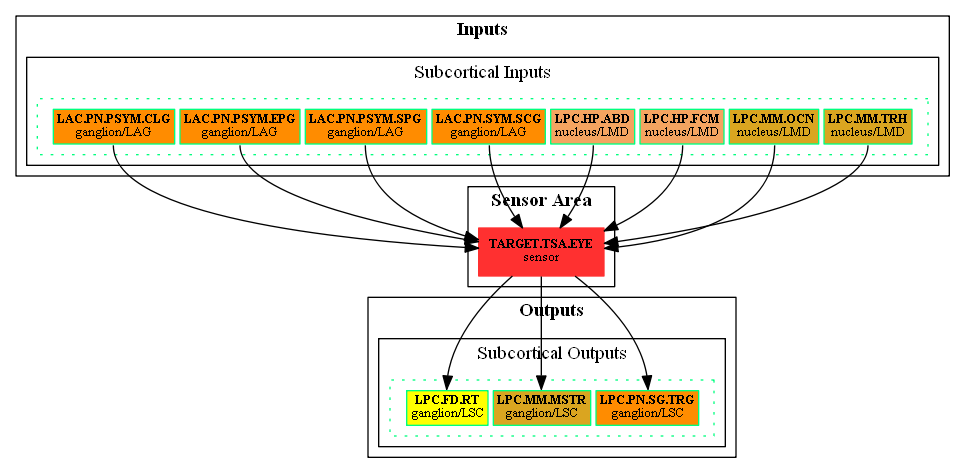 Inputs
Subcortical Inputs
LAC.PN.PSYM.CLG LAC.PN.PSYM.EPG LAC.PN.PSYM.SPG LAC.PN.SYM.SCG LPC.HP.ABD LPC.HP.FCM LPC.MM.OCN LPC.MM.TRH
ganglion/LAG ganglion/LAG ganglion/LAG ganglion/LAG nucleus/LMD nucleus/LMD nucleus/LMD nucleus/LMD
Sensor Area
TARGET.TSA.EYE
sensor
Outputs
Subcortical Outputs
LPC.FD.RT LPC.MM.MSTR LPC.PN.SG.TRG
ganglion/LSC ganglion/LSC ganglion/LSC